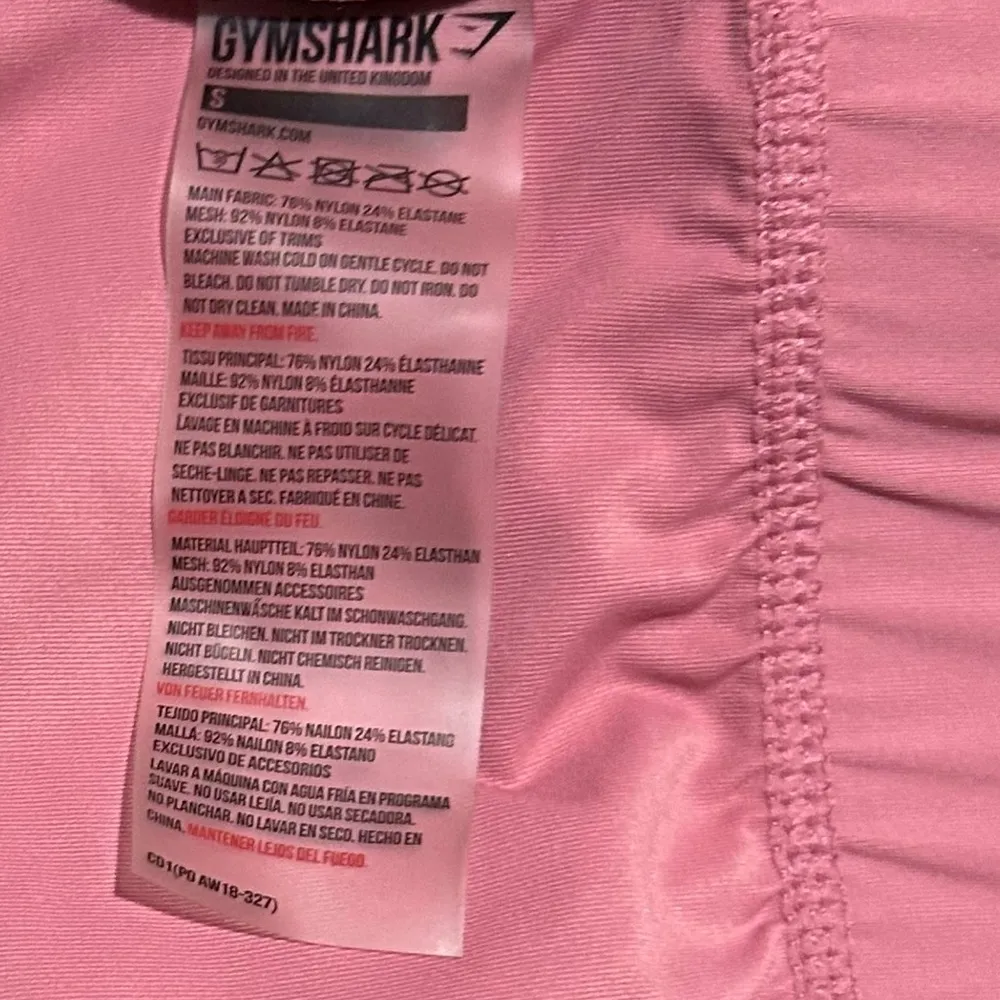 GYMSHARK
DESIGNED IN THE UNITED KINGDOM
S
GYMSHARK.COM
MAIN FABRIC: 76% NYLON 24% ELASTANE
MESH: 92% NYLON 8% ELASTANE
EXCLUSIVE OF TRIMS
MACHINE WASH COLD ON GENTLE CYCLE. DO NOT
BLEACH. DO NOT TUMBLE DRY. DO NOT IRON. DO
NOT DRY CLEAN. MADE IN CHINA.
KEEP AWAY FROM FIRE.
TISSU PRINCIPAL: 76% NYLON 24% ÉLASTHANNE
MAILLE: 92% NYLON 8% ÉLASTHANNE
EXCLUSIF DE GARNITURES
LAVAGE EN MACHINE À FROID SUR CYCLE DÉLICAT.
NE PAS BLANCHIR. NE PAS UTILISER DE
SECHE-LINGE. NE PAS REPASSER. NE PAS
NETTOYER A SEC. FABRIQUÉ EN CHINE.
GARDER ÉLOIGNÉ DU FEU.
MATERIAL HAUPTTEIL: 76% NYLON 24% ELASTHAN
MESH: 92% NYLON 8% ELASTHAN
AUSGENOMMEN ACCESSOIRES
MASCHINENWÄSCHE KALT IM SCHONWASCHGANG.
NICHT BLEICHEN. NICHT IM TROCKNER TROCKNEN.
NICHT BÜGELN. NICHT CHEMISCH REINIGEN.
HERGESTELLT IN CHINA.
VON FEUER FERNHALTEN.
TEJIDO PRINCIPAL: 76% NAILON 24% ELASTANO
MALLA: 92% NAILON 8% ELASTANO
EXCLUSIVO DE ACCESORIOS
LAVAR A MÁQUINA CON AGUA FRÍA EN PROGRAMA
SUAVE. NO USAR LEJÍA. NO USAR SECADORA.
NO PLANCHAR. NO LAVAR EN SECO. HECHO EN
CHINA. MANTENER LEJOS DEL FUEGO.
CD1(PO AW18-327)